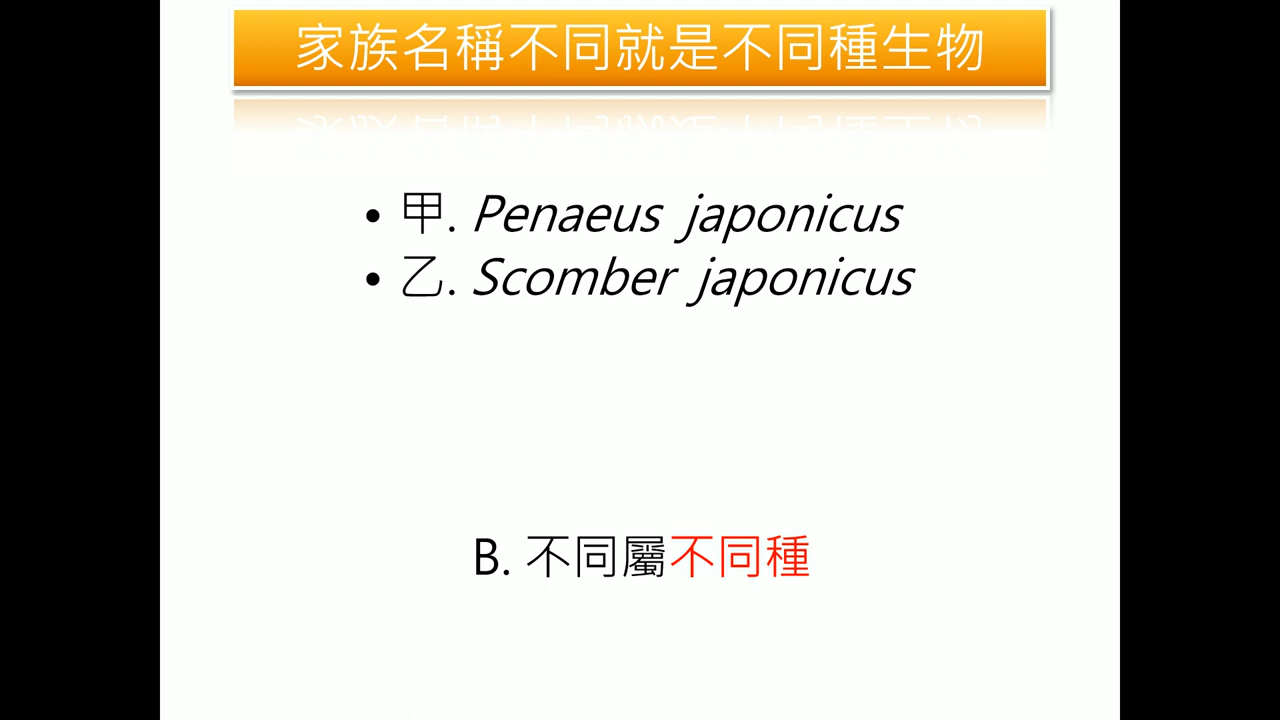 家族名稱不同就是不同種生物
• 甲. Penaeus japonicus
• 乙. Scomber japonicus
B. 不同屬不同種